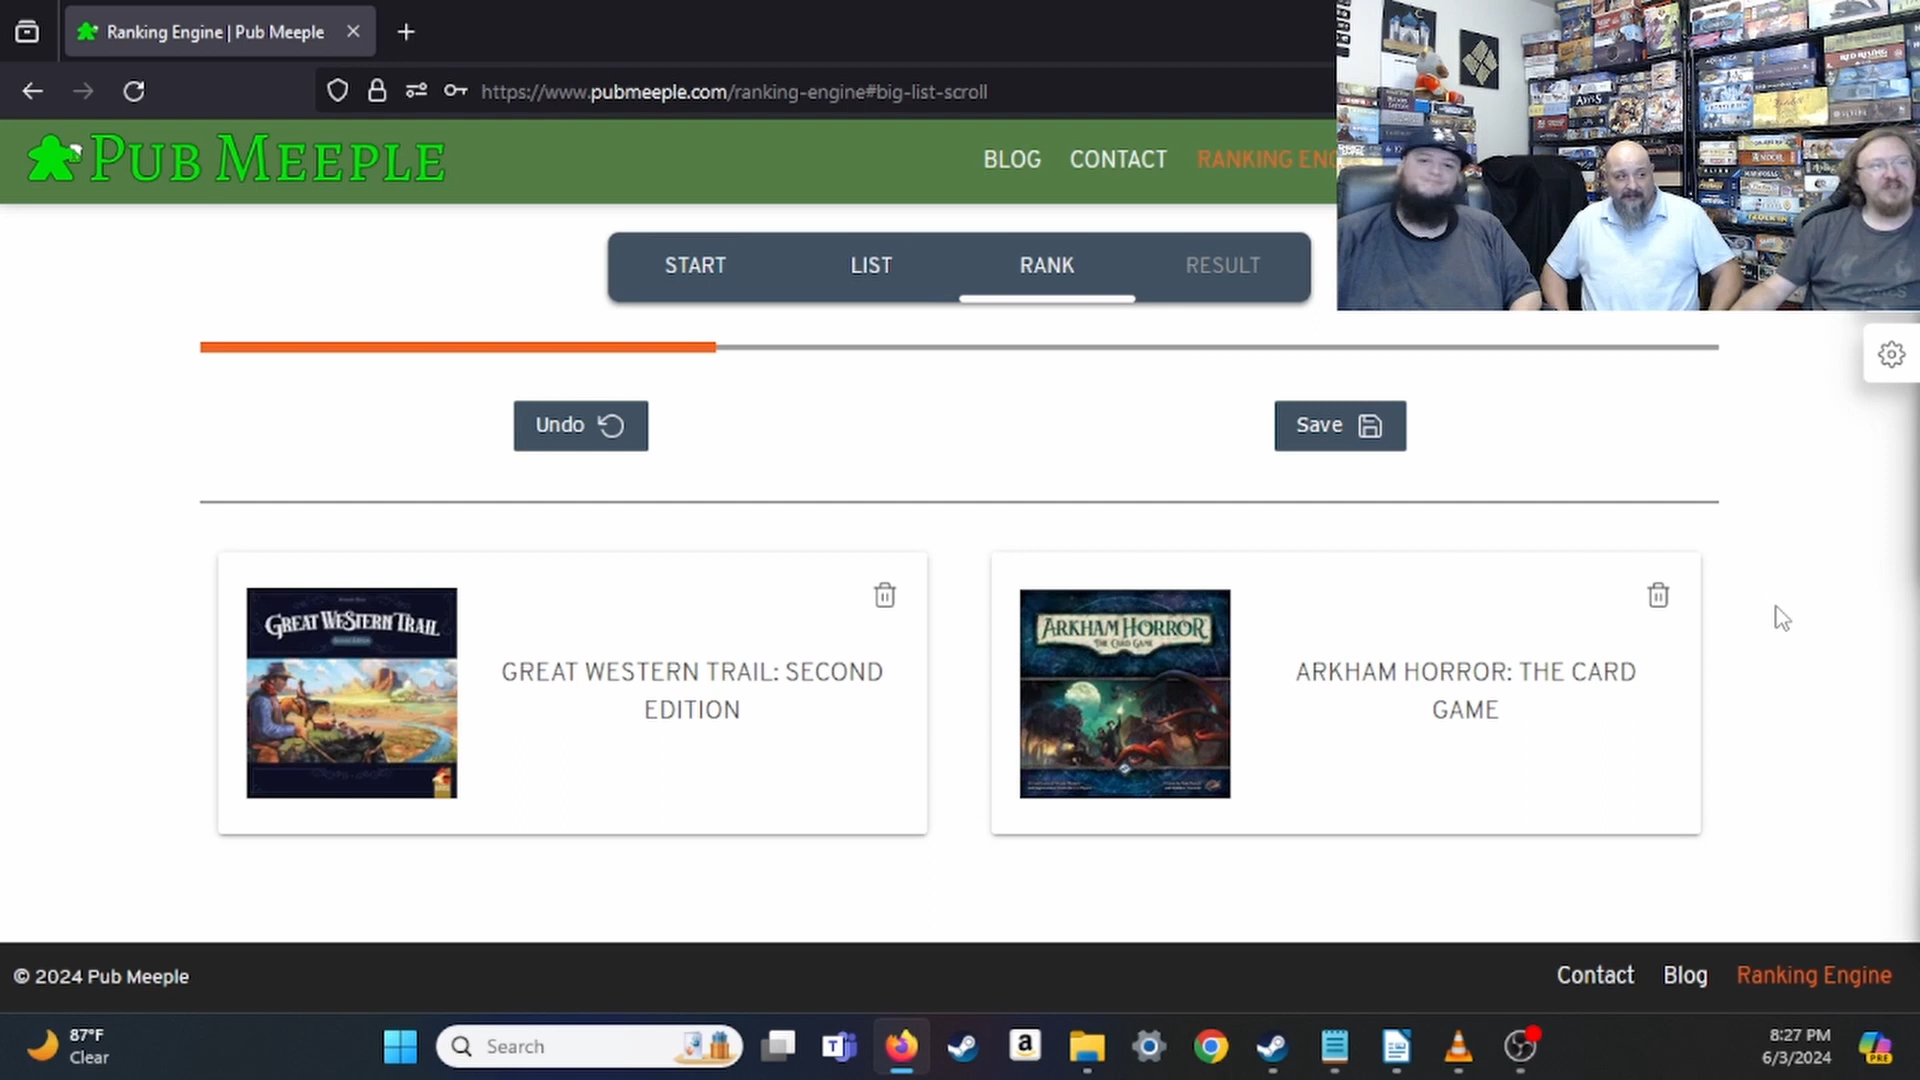 Ranking Engine | Pub Meeple
https://www.pubmeeple.com/ranking-engine#big-list-scroll
PUB MEEPLE
BLOG
CONTACT
RANKING ENG
START
LIST
RANK
RESULT
Undo
Save
GREAT WESTERN TRAIL
GREAT WESTERN TRAIL: SECOND
EDITION
ARKHAM HORROR
THE CARD GAME
ARKHAM HORROR: THE CARD
GAME
© 2024 Pub Meeple
Contact
Blog
Ranking Engine
87°F
Clear
Search
8:27 PM
6/3/2024
PRE